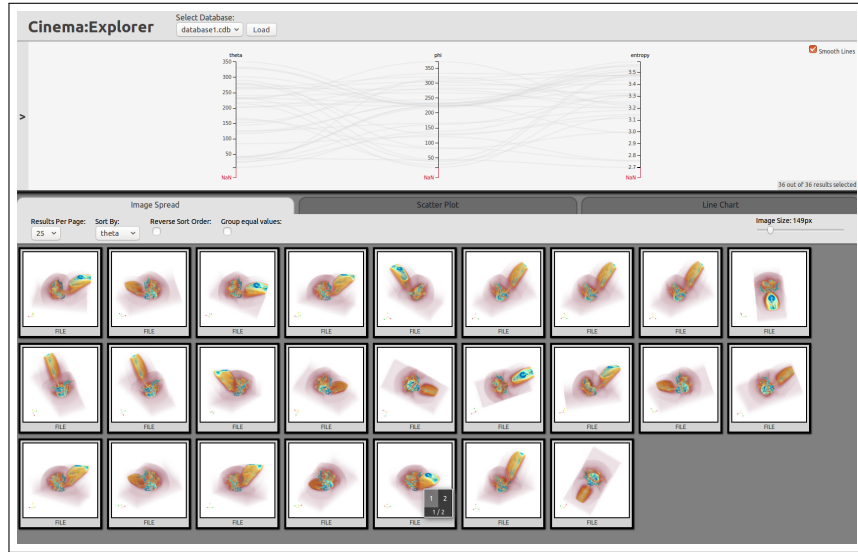 Cinema:Explorer
Select Database:
database1.cdb Load
theta phi entropy
Smooth Lines
350 350 3.5
300 300 3.4
250 250 3.3
200 200 3.2
150 150 3.1
100 100 3.0
50 50 2.9
2.8
2.7
NaN NaN NaN
>
36 out of 36 results selected
Image Spread Scatter Plot Line Chart
Results Per Page: Sort By: Reverse Sort Order: Group equal values: Image Size: 149px
25 theta
FILE FILE FILE FILE FILE FILE FILE FILE FILE
FILE FILE FILE FILE FILE FILE FILE FILE FILE
1 2
1 / 2
FILE FILE FILE FILE FILE FILE FILE